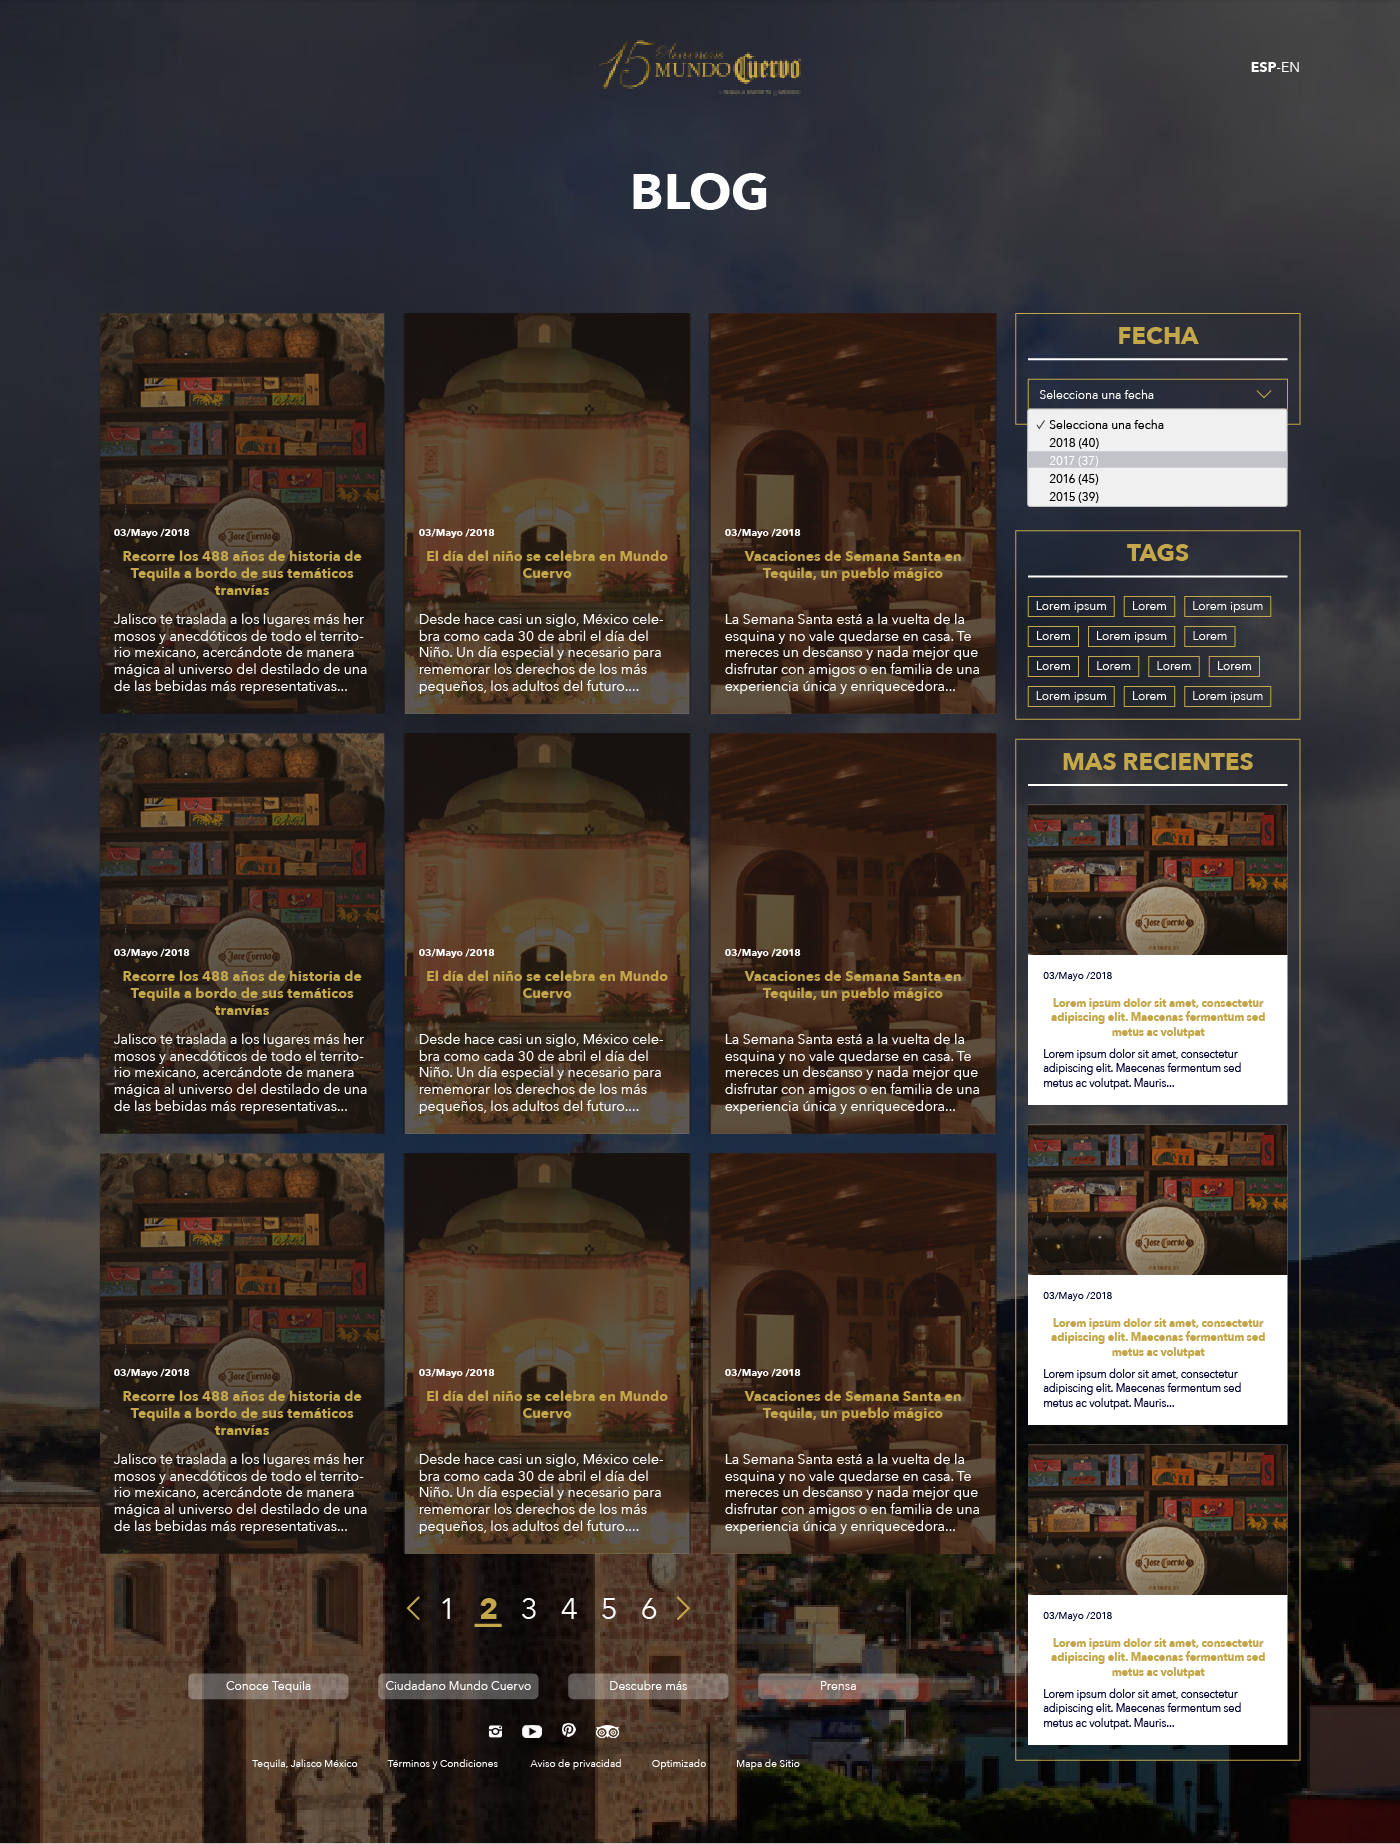 15 Aniversario
MUNDO Cuervo
ESP-EN
BLOG
03/Mayo /2018
Recorre los 488 años de historia de
Tequila a bordo de sus temáticos
tranvías
Jalisco te traslada a los lugares más her
mosos y anecdóticos de todo el territo-
rio mexicano, acercándote de manera
mágica al universo del destilado de una
de las bebidas más representativas...
03/Mayo /2018
El día del niño se celebra en Mundo
Cuervo
Desde hace casi un siglo, México cele-
bra como cada 30 de abril el día del
Niño. Un día especial y necesario para
rememorar los derechos de los más
pequeños, los adultos del futuro....
03/Mayo /2018
Vacaciones de Semana Santa en
Tequila, un pueblo mágico
La Semana Santa está a la vuelta de la
esquina y no vale quedarse en casa. Te
mereces un descanso y nada mejor que
disfrutar con amigos o en familia de una
experiencia única y enriquecedora...
03/Mayo /2018
Recorre los 488 años de historia de
Tequila a bordo de sus temáticos
tranvías
Jalisco te traslada a los lugares más her
mosos y anecdóticos de todo el territo-
rio mexicano, acercándote de manera
mágica al universo del destilado de una
de las bebidas más representativas...
03/Mayo /2018
El día del niño se celebra en Mundo
Cuervo
Desde hace casi un siglo, México cele-
bra como cada 30 de abril el día del
Niño. Un día especial y necesario para
rememorar los derechos de los más
pequeños, los adultos del futuro....
03/Mayo /2018
Vacaciones de Semana Santa en
Tequila, un pueblo mágico
La Semana Santa está a la vuelta de la
esquina y no vale quedarse en casa. Te
mereces un descanso y nada mejor que
disfrutar con amigos o en familia de una
experiencia única y enriquecedora...
03/Mayo /2018
Recorre los 488 años de historia de
Tequila a bordo de sus temáticos
tranvías
Jalisco te traslada a los lugares más her
mosos y anecdóticos de todo el territo-
rio mexicano, acercándote de manera
mágica al universo del destilado de una
de las bebidas más representativas...
03/Mayo /2018
El día del niño se celebra en Mundo
Cuervo
Desde hace casi un siglo, México cele-
bra como cada 30 de abril el día del
Niño. Un día especial y necesario para
rememorar los derechos de los más
pequeños, los adultos del futuro....
03/Mayo /2018
Vacaciones de Semana Santa en
Tequila, un pueblo mágico
La Semana Santa está a la vuelta de la
esquina y no vale quedarse en casa. Te
mereces un descanso y nada mejor que
disfrutar con amigos o en familia de una
experiencia única y enriquecedora...
FECHA
Selecciona una fecha
✓ Selecciona una fecha
2018 (40)
2017 (37)
2016 (45)
2015 (39)
TAGS
Lorem ipsum Lorem Lorem ipsum
Lorem Lorem ipsum Lorem
Lorem Lorem Lorem Lorem
Lorem ipsum Lorem Lorem ipsum
MAS RECIENTES
Jose Cuervo
03/Mayo /2018
Lorem ipsum dolor sit amet, consectetur
adipiscing elit. Maecenas fermentum sed
metus ac volutpat
Lorem ipsum dolor sit amet, consectetur
adipiscing elit. Maecenas fermentum sed
metus ac volutpat. Mauris...
Jose Cuervo
03/Mayo /2018
Lorem ipsum dolor sit amet, consectetur
adipiscing elit. Maecenas fermentum sed
metus ac volutpat
Lorem ipsum dolor sit amet, consectetur
adipiscing elit. Maecenas fermentum sed
metus ac volutpat. Mauris...
Jose Cuervo
03/Mayo /2018
Lorem ipsum dolor sit amet, consectetur
adipiscing elit. Maecenas fermentum sed
metus ac volutpat
Lorem ipsum dolor sit amet, consectetur
adipiscing elit. Maecenas fermentum sed
metus ac volutpat. Mauris...
1 2 3 4 5 6
Conoce Tequila Ciudadano Mundo Cuervo Descubre más Prensa
Tequila, Jalisco México Términos y Condiciones Aviso de privacidad Optimizado Mapa de Sitio